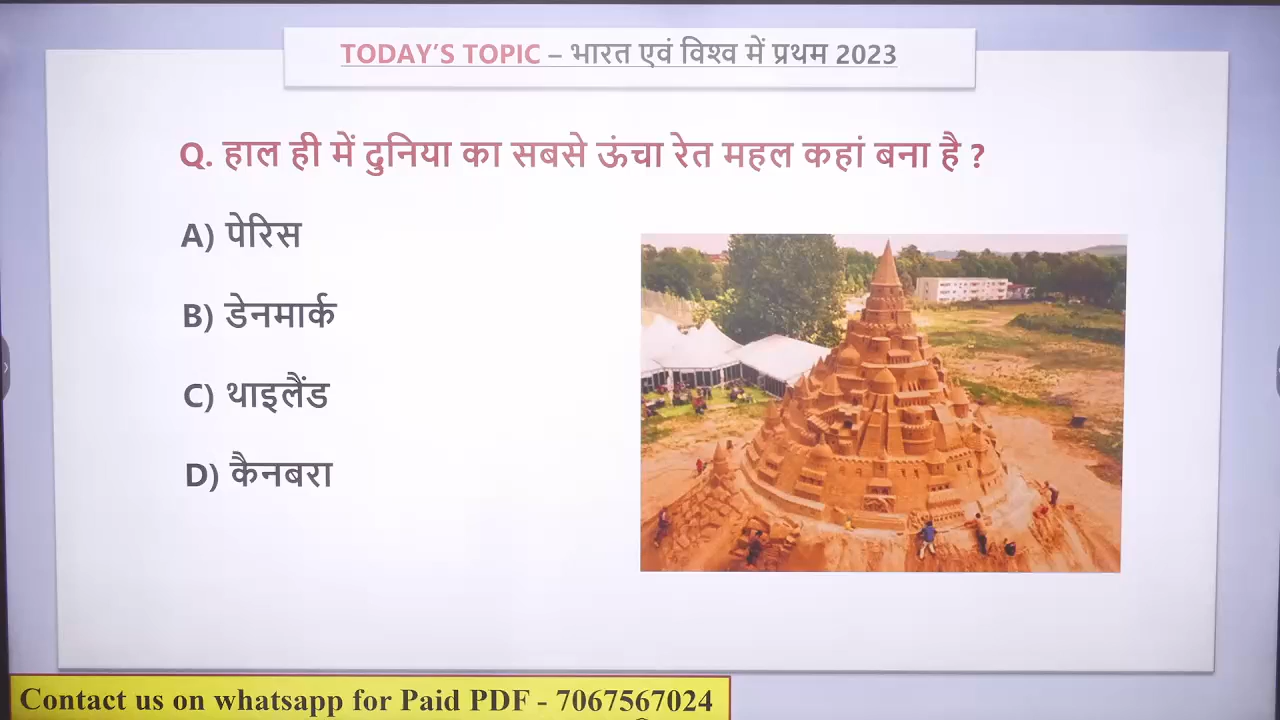 TODAY'S TOPIC – भारत एवं विश्व में प्रथम 2023
Q. हाल ही में दुनिया का सबसे ऊंचा रेत महल कहां बना है ?
A) पेरिस
B) डेनमार्क
C) थाइलैंड
D) कैनबरा
Contact us on whatsapp for Paid PDF - 7067567024